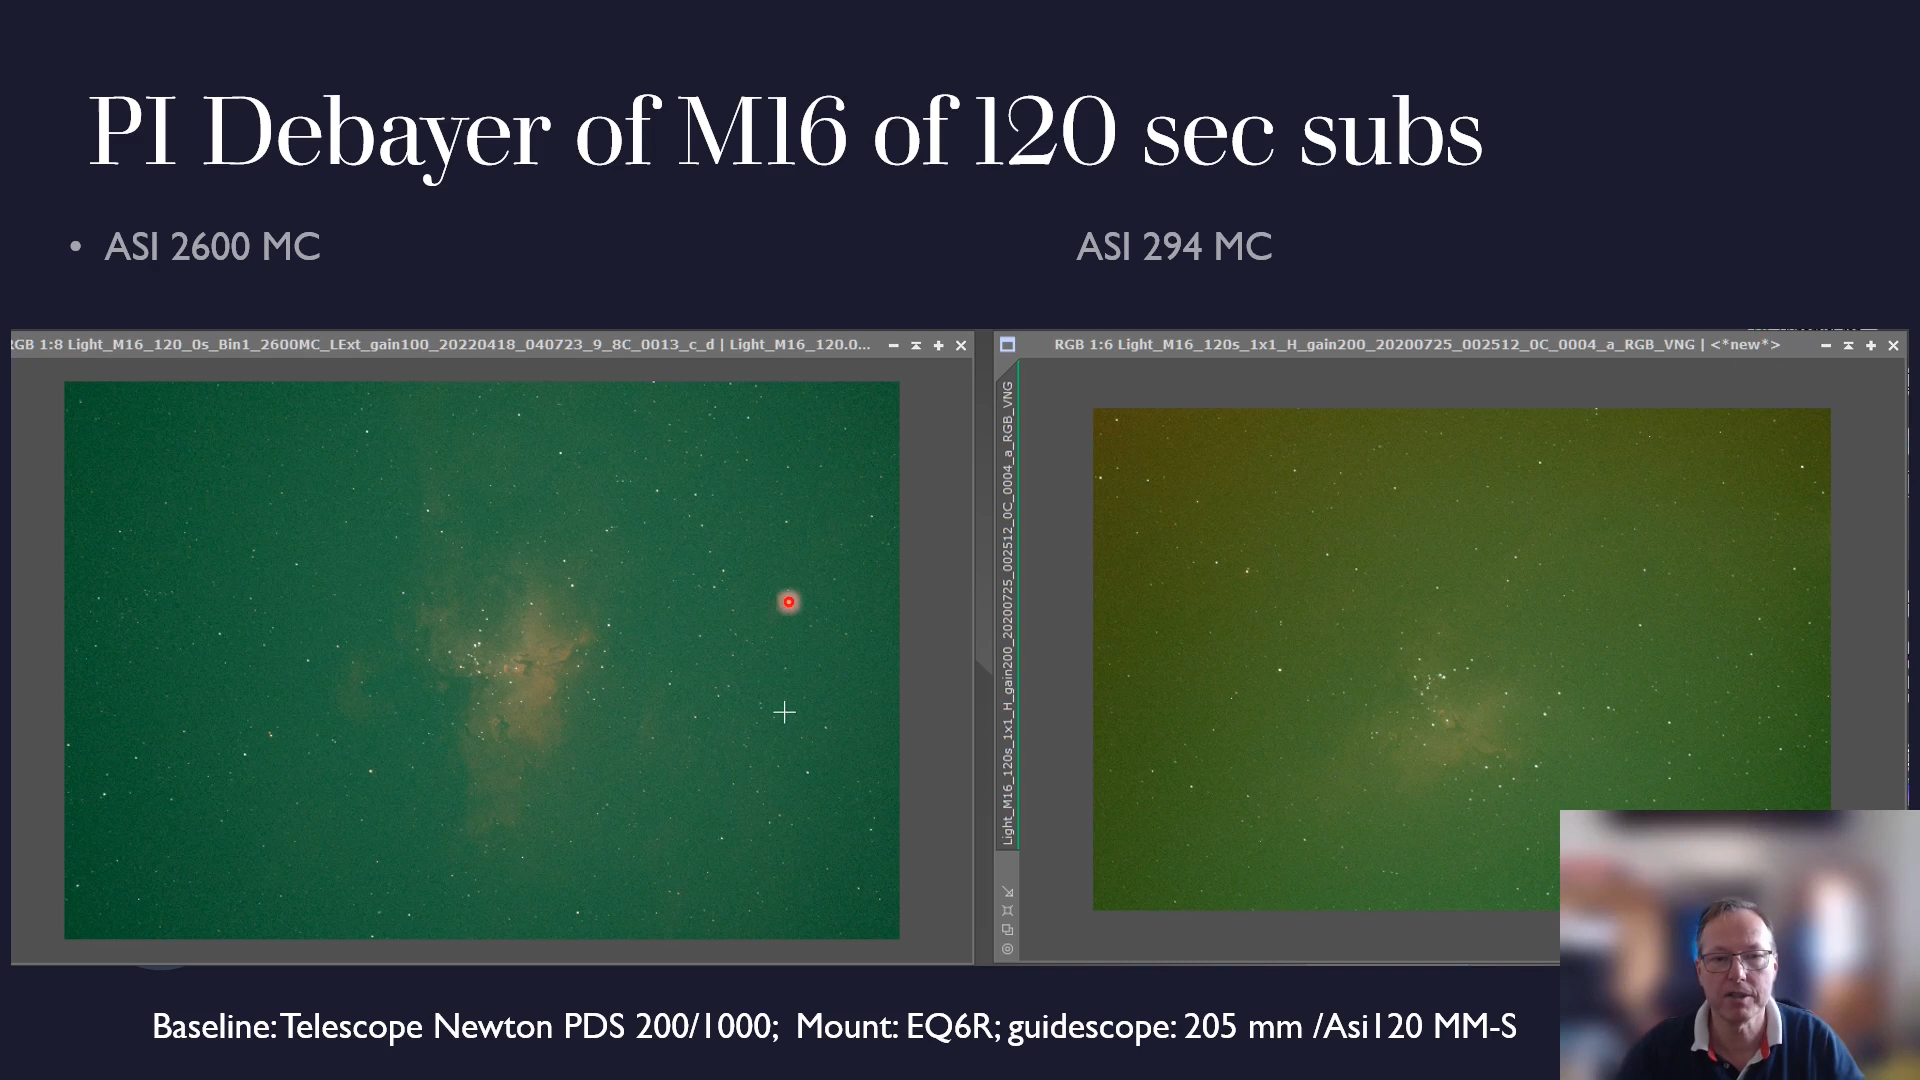 PI Debayer of M16 of 120 sec subs
• ASI 2600 MC
ASI 294 MC
RGB 1:8 Light_M16_120_0s_Bin1_2600MC_LExt_gain100_20220418_040723_9_8C_0013_c_d | Light_M16_120.0...
RGB 1:6 Light_M16_120s_1x1_H_gain200_20200725_002512_0C_0004_a_RGB_VNG | <*new*>
Light_M16_120s_1x1_H_gain200_20200725_002512_0C_0004_a_RGB_VNG
Baseline: Telescope Newton PDS 200/1000; Mount: EQ6R; guidescope: 205 mm /Asi120 MM-S